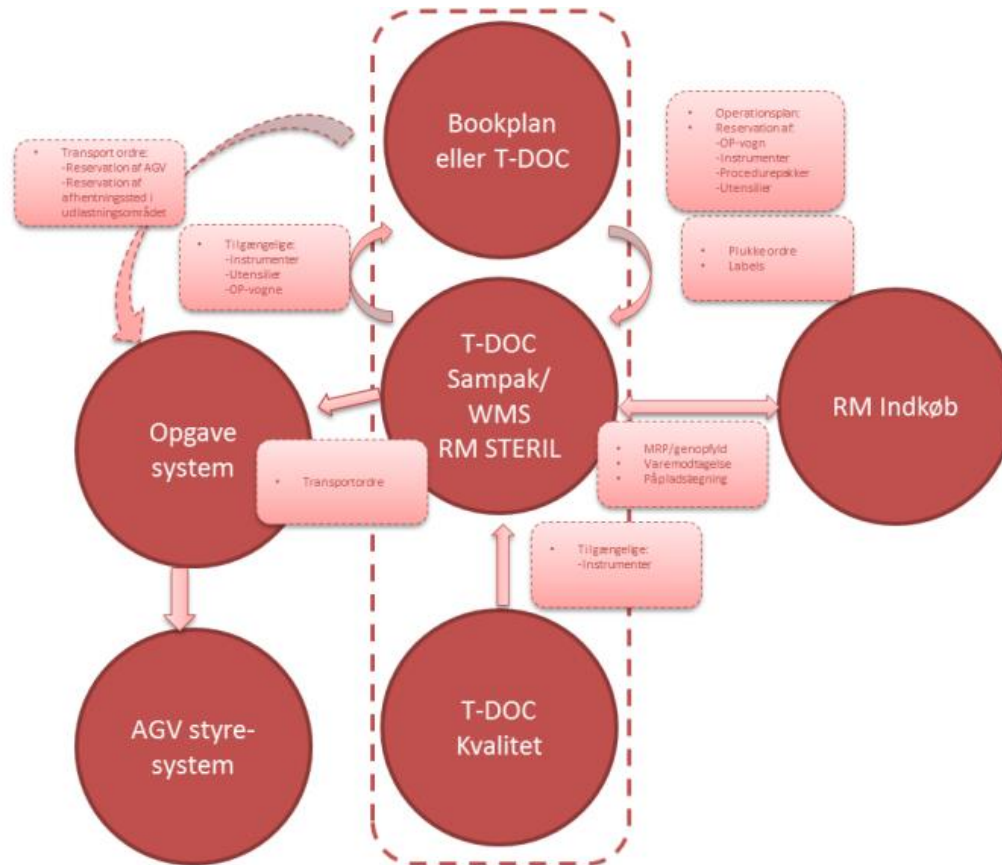 Bookplan
eller T-DOC
• Operationsplan:
• Reservation af:
-OP-vogn
-Instrumenter
-Procedurepakker
-Utensilier
• Transport ordre:
-Reservation af AGV
-Reservation af
afhentningssted i
udlastningsområdet
• Tilgængelige:
-Instrumenter
-Utensilier
-OP-vogne
• Plukke ordre
• Labels
T-DOC
Sampak/
WMS
RM STERIL
RM Indkøb
Opgave
system
• MRP/genopfyld
• Varemodtagelse
• Påpladslægning
• Transportordre
• Tilgængelige:
-Instrumenter
AGV styre-
system
T-DOC
Kvalitet